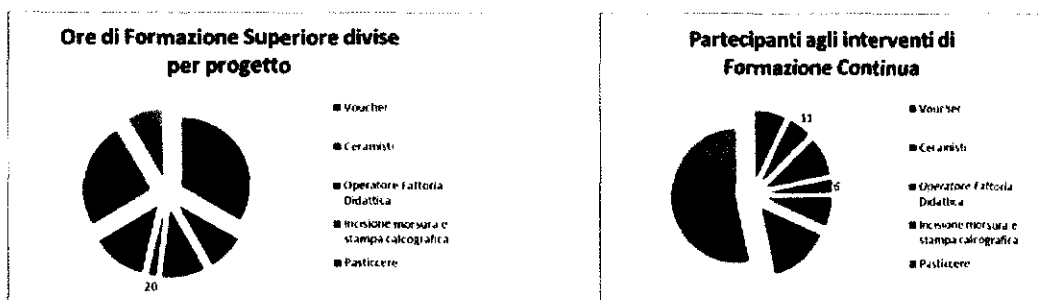 Ore di Formazione Superiore divise
per progetto
Voucher
Ceramisti
Operatore Fattoria
Didattica
Incisione morsura e
stampa calcografica
Pasticcere
20
Partecipanti agli interventi di
Formazione Continua
11
6
Voucher
Ceramisti
Operatore Fattoria
Didattica
Incisione morsura e
stampa calcografica
Pasticcere